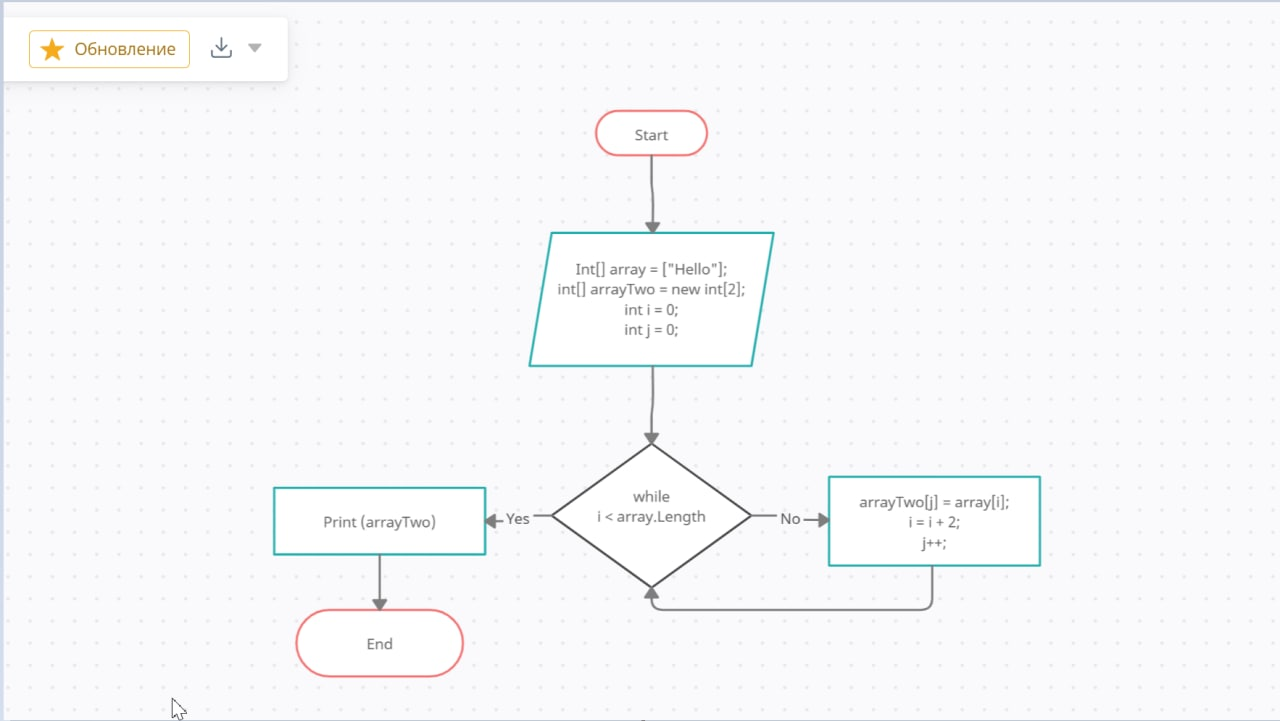 Обновление
Start
Int[] array = ["Hello"];
int[] arrayTwo = new int[2];
int i = 0;
int j = 0;
while
i < array.Length
Yes
No
Print (arrayTwo)
arrayTwo[j] = array[i];
i = i + 2;
j++;
End